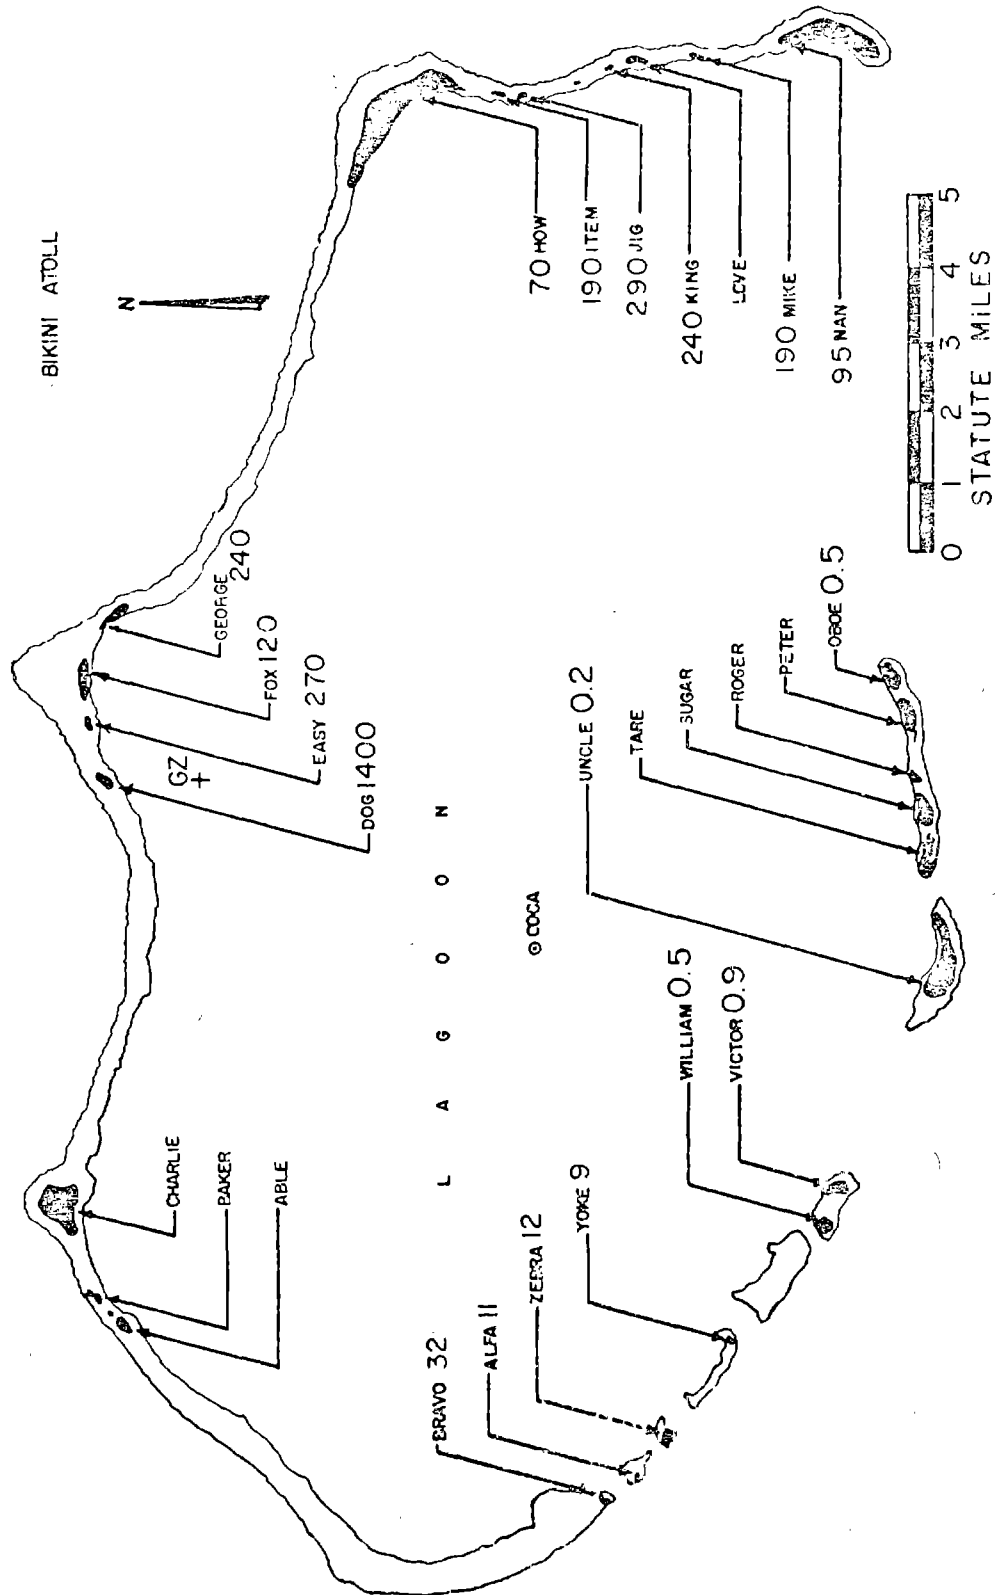 BIKINI ATOLL
N
CHARLIE
BAKER
ABLE
GZ
DOG 1400
EASY 270
FOX 120
GEORGE 240
70 HOW
190 ITEM
290 JIG
240 KING
LOVE
190 MIKE
95 NAN
LAGOON
COCA
BRAVO 32
ALFA 11
ZEBRA 12
YOKE 9
WILLIAM 0.5
VICTOR 0.9
UNCLE 0.2
TARE
SUGAR
ROGER
PETER
OBOE 0.5
0 1 2 3 4 5
STATUTE MILES